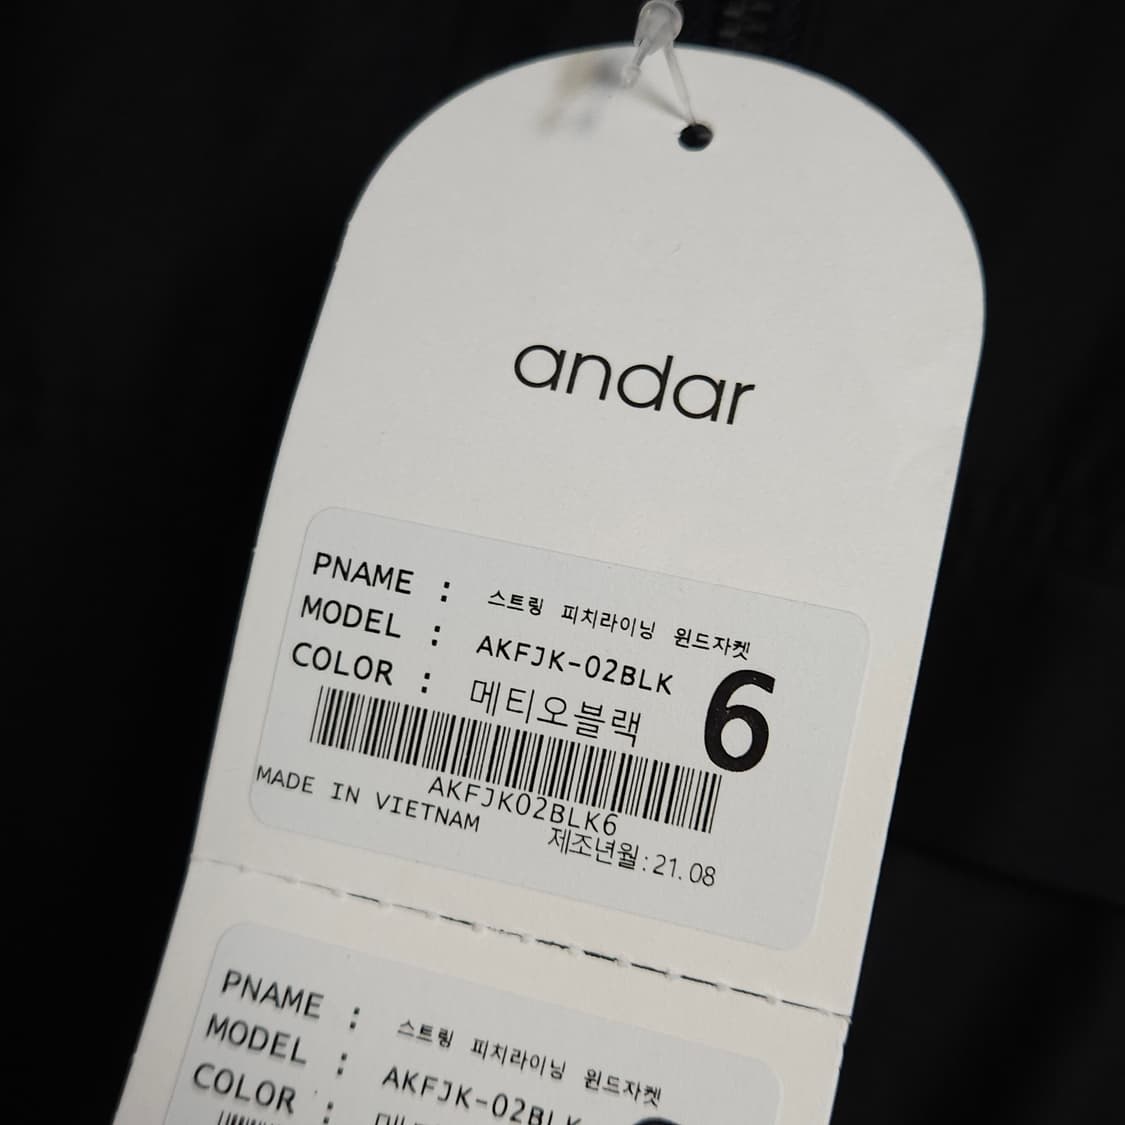 andar
PNAME : 스트링 피치라이닝 윈드자켓
MODEL : AKFJK-02BLK
COLOR : 메티오블랙
6
AKFJK02BLK6
MADE IN VIETNAM
제조년월:21.08
PNAME : 스트링 피치라이닝 윈드자켓
MODEL : AKFJK-02BLK
COLOR :